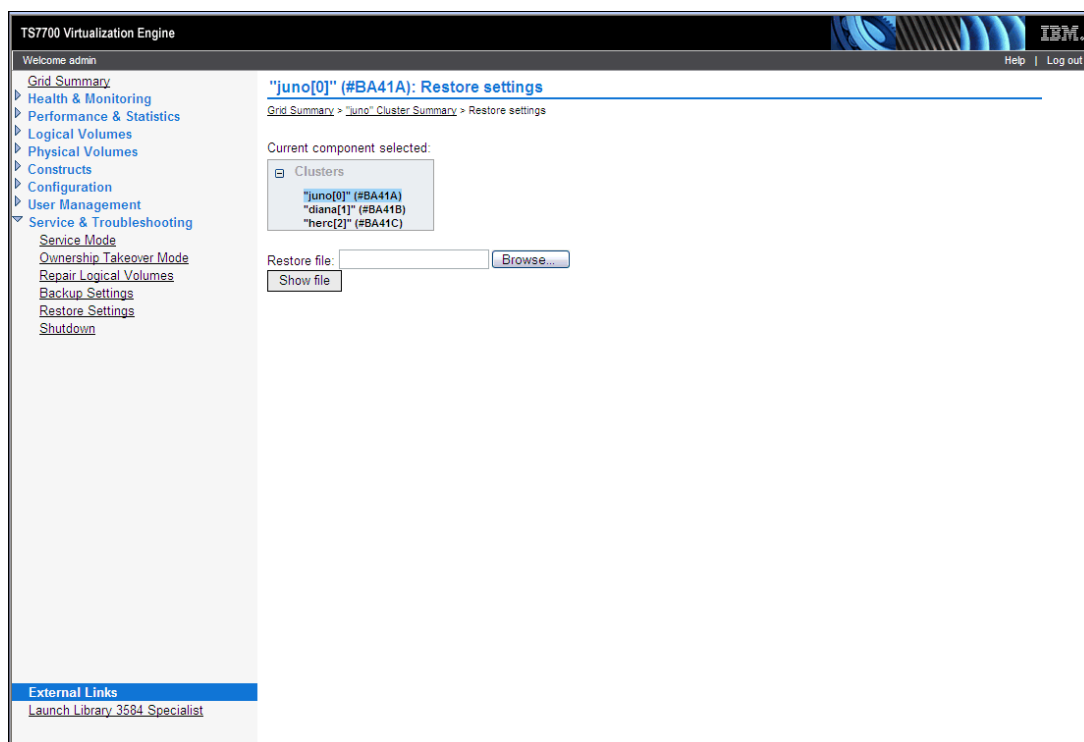 TS7700 Virtualization Engine
IBM.
Welcome admin
Help | Log out
Grid Summary
Health & Monitoring
Performance & Statistics
Logical Volumes
Physical Volumes
Constructs
Configuration
User Management
Service & Troubleshooting
Service Mode
Ownership Takeover Mode
Repair Logical Volumes
Backup Settings
Restore Settings
Shutdown
External Links
Launch Library 3584 Specialist
"juno[0]" (#BA41A): Restore settings
Grid Summary > "juno" Cluster Summary > Restore settings
Current component selected:
Clusters
"juno[0]" (#BA41A)
"diana[1]" (#BA41B)
"herc[2]" (#BA41C)
Restore file: Browse...
Show file